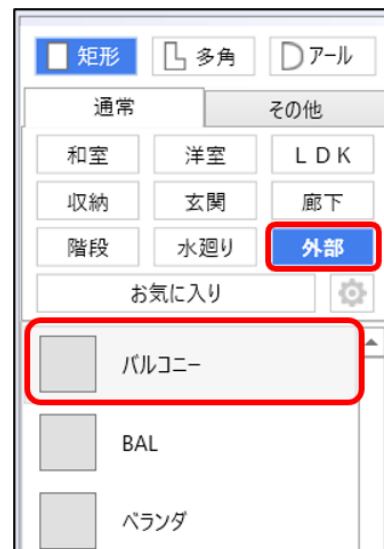 矩形 多角 アール
通常 その他
和室 洋室 LDK
収納 玄関 廊下
階段 水廻り 外部
お気に入り
バルコニー
BAL
ベランダ